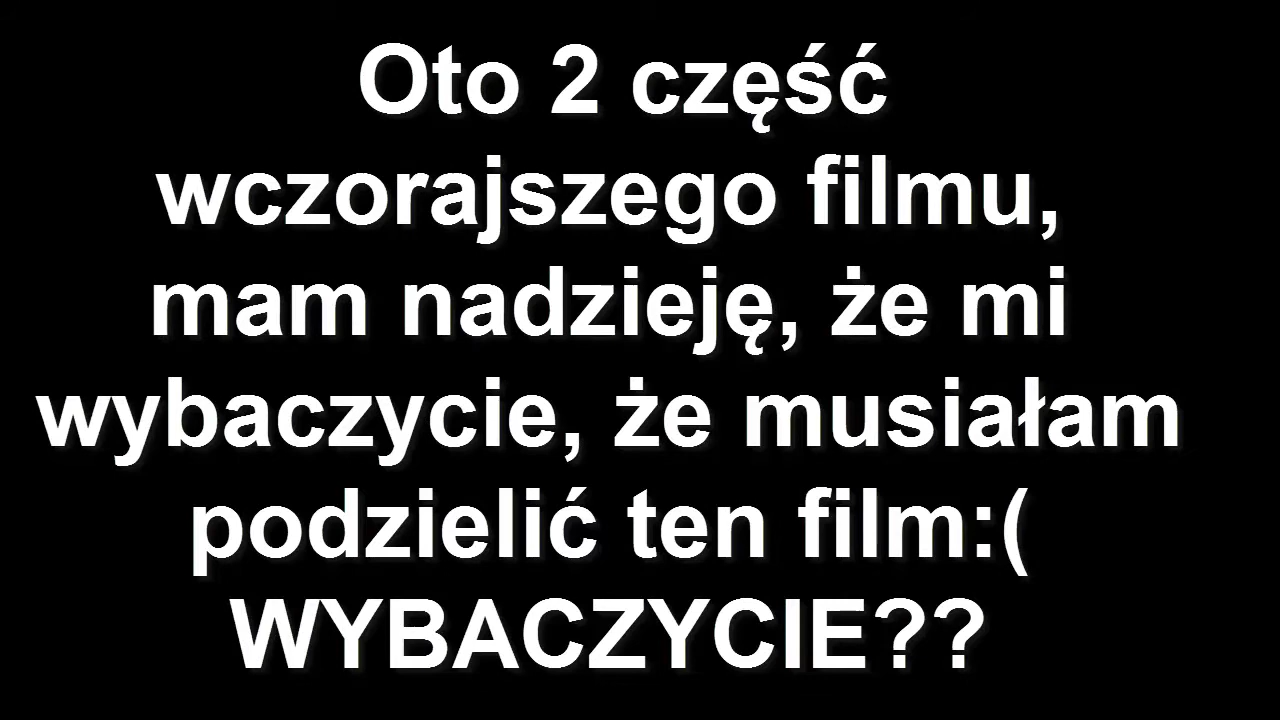 Oto 2 część
wczorajszego filmu,
mam nadzieję, że mi
wybaczycie, że musiałam
podzielić ten film:(
WYBACZYCIE??